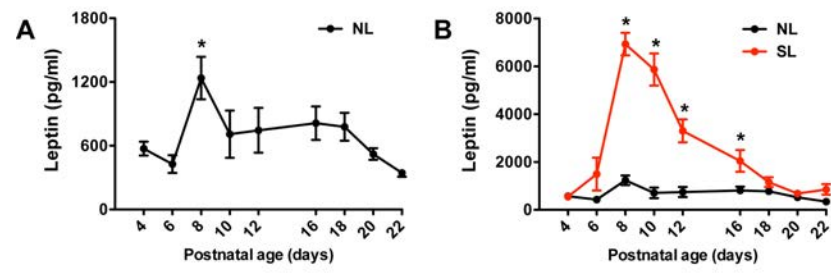 A
1800
1200
600
0
Leptin (pg/ml)
*
NL
4 6 8 10 12 16 18 20 22
Postnatal age (days)
B
8000
6000
4000
2000
0
Leptin (pg/ml)
* * * *
NL
SL
4 6 8 10 12 16 18 20 22
Postnatal age (days)